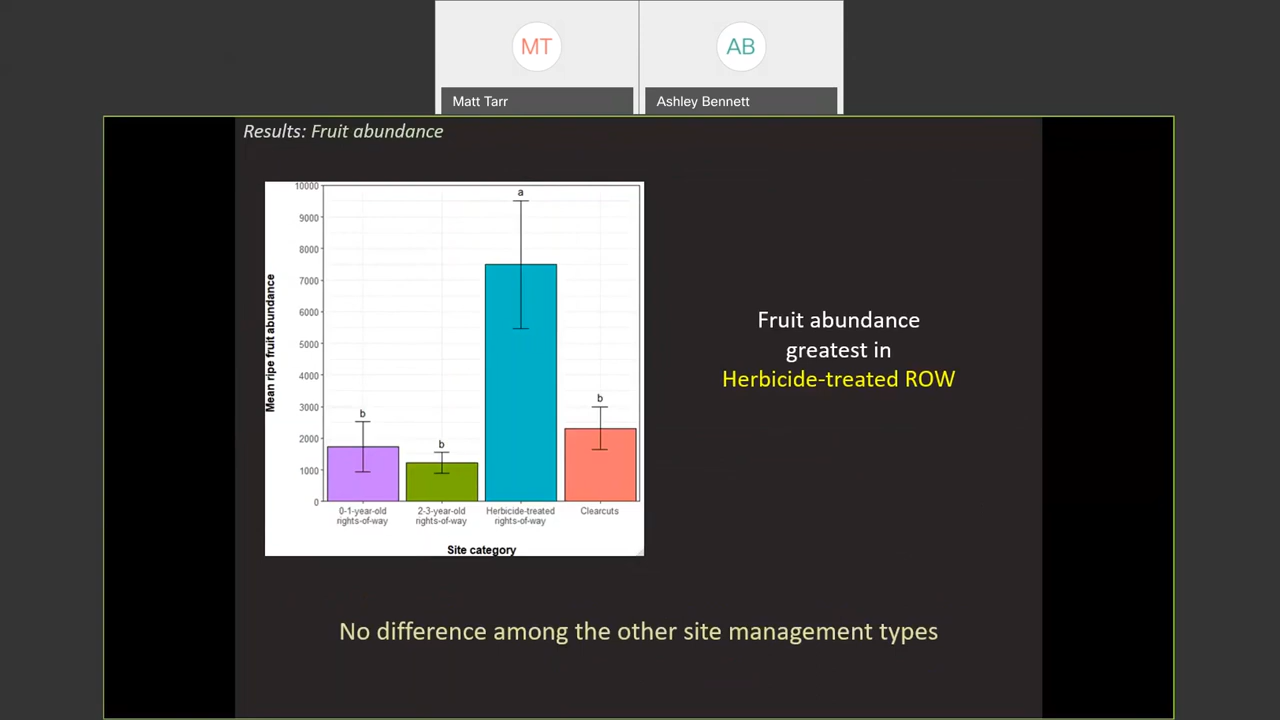 MT
AB
Matt Tarr
Ashley Bennett
Results: Fruit abundance
10000
9000
8000
7000
6000
5000
4000
3000
2000
1000
0
Mean ripe fruit abundance
b
b
a
b
0-1-year-old
rights-of-way
2-3-year-old
rights-of-way
Herbicide-treated
rights-of-way
Clearcuts
Site category
Fruit abundance
greatest in
Herbicide-treated ROW
No difference among the other site management types